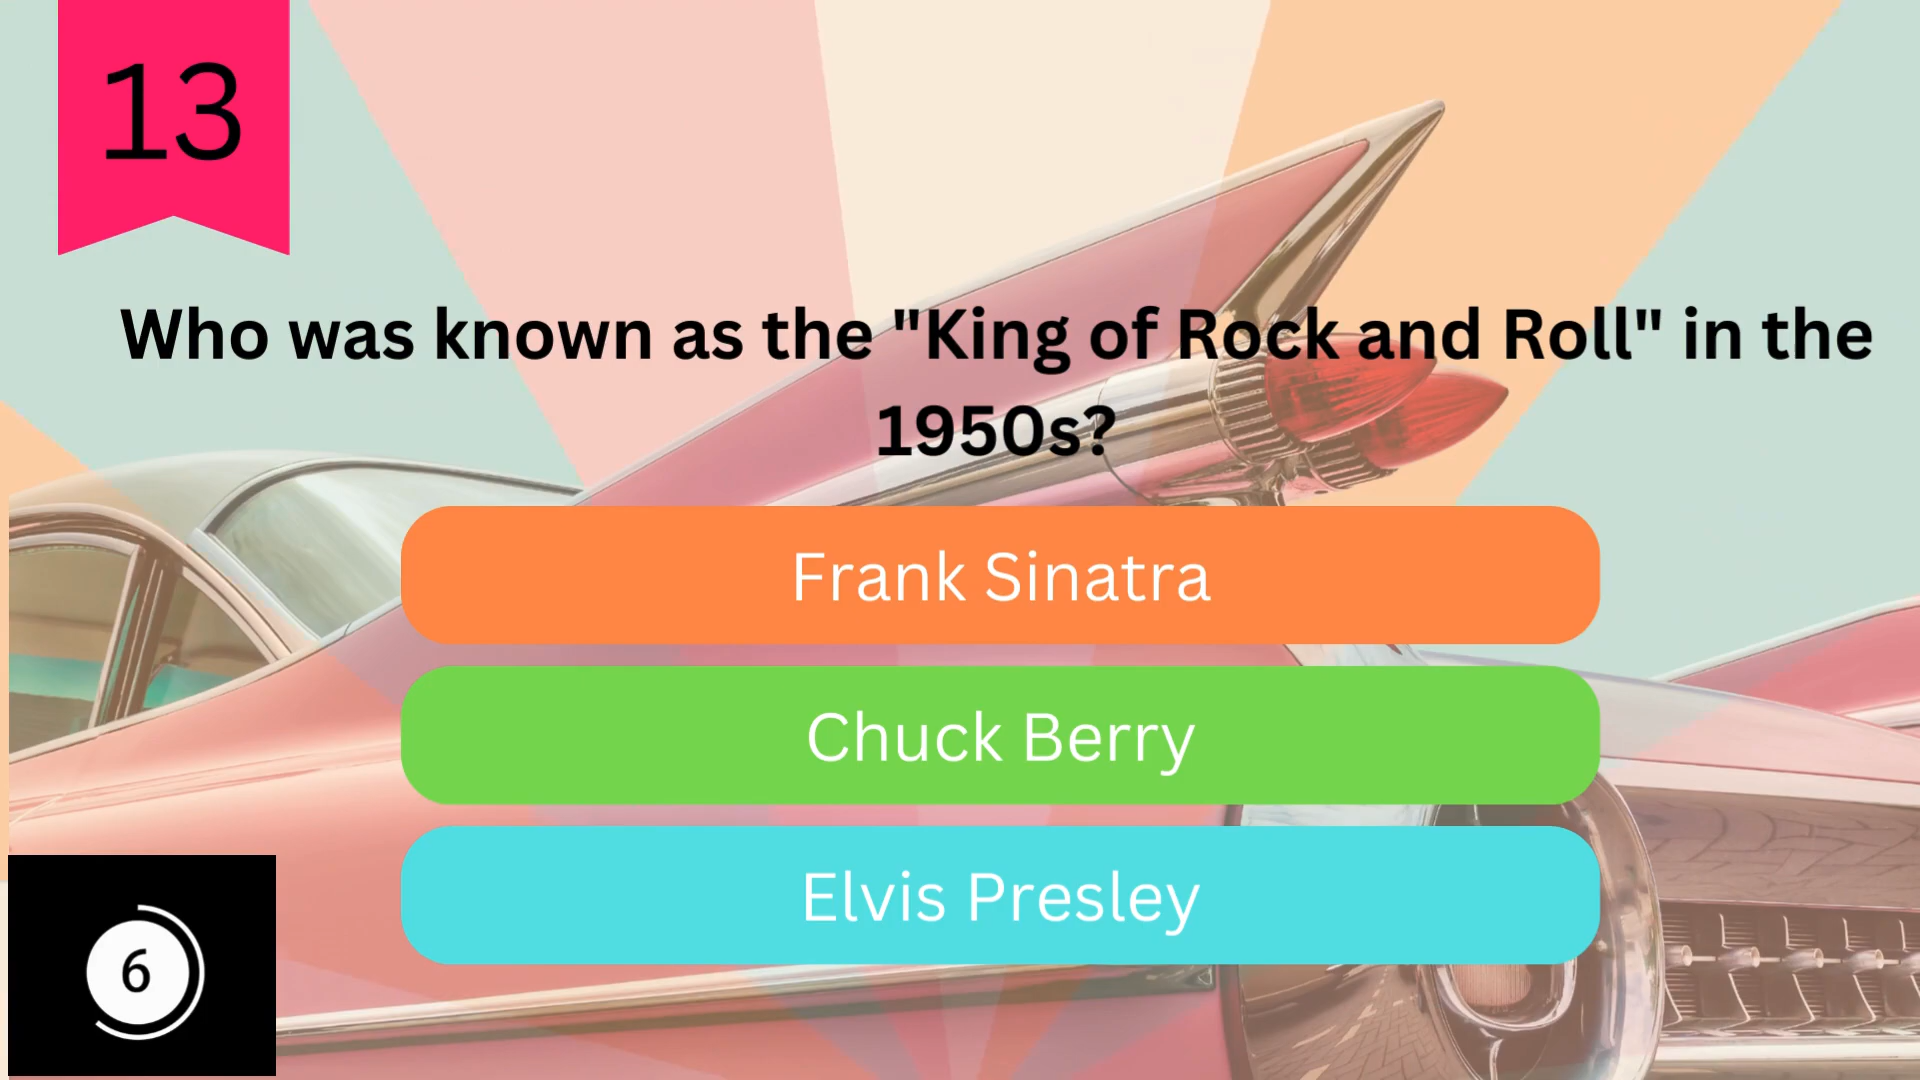 13
Who was known as the "King of Rock and Roll" in the
1950s?
Frank Sinatra
Chuck Berry
Elvis Presley
6